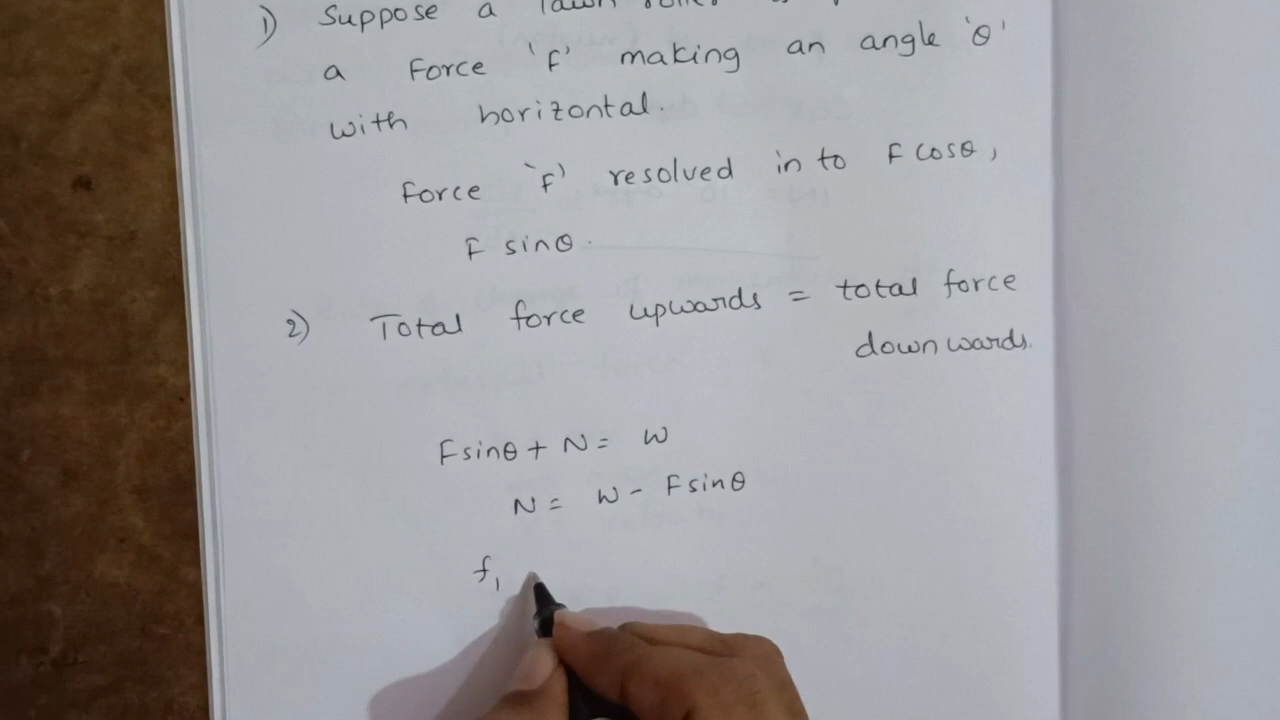 1) Suppose a lawn
a force 'f' making an angle 'θ'
with horizontal.
Force 'F' resolved in to F cosθ,
F sinθ.
2) Total force upwards = total force
downwards.
Fsinθ + N = W
N = W - Fsinθ
f₁